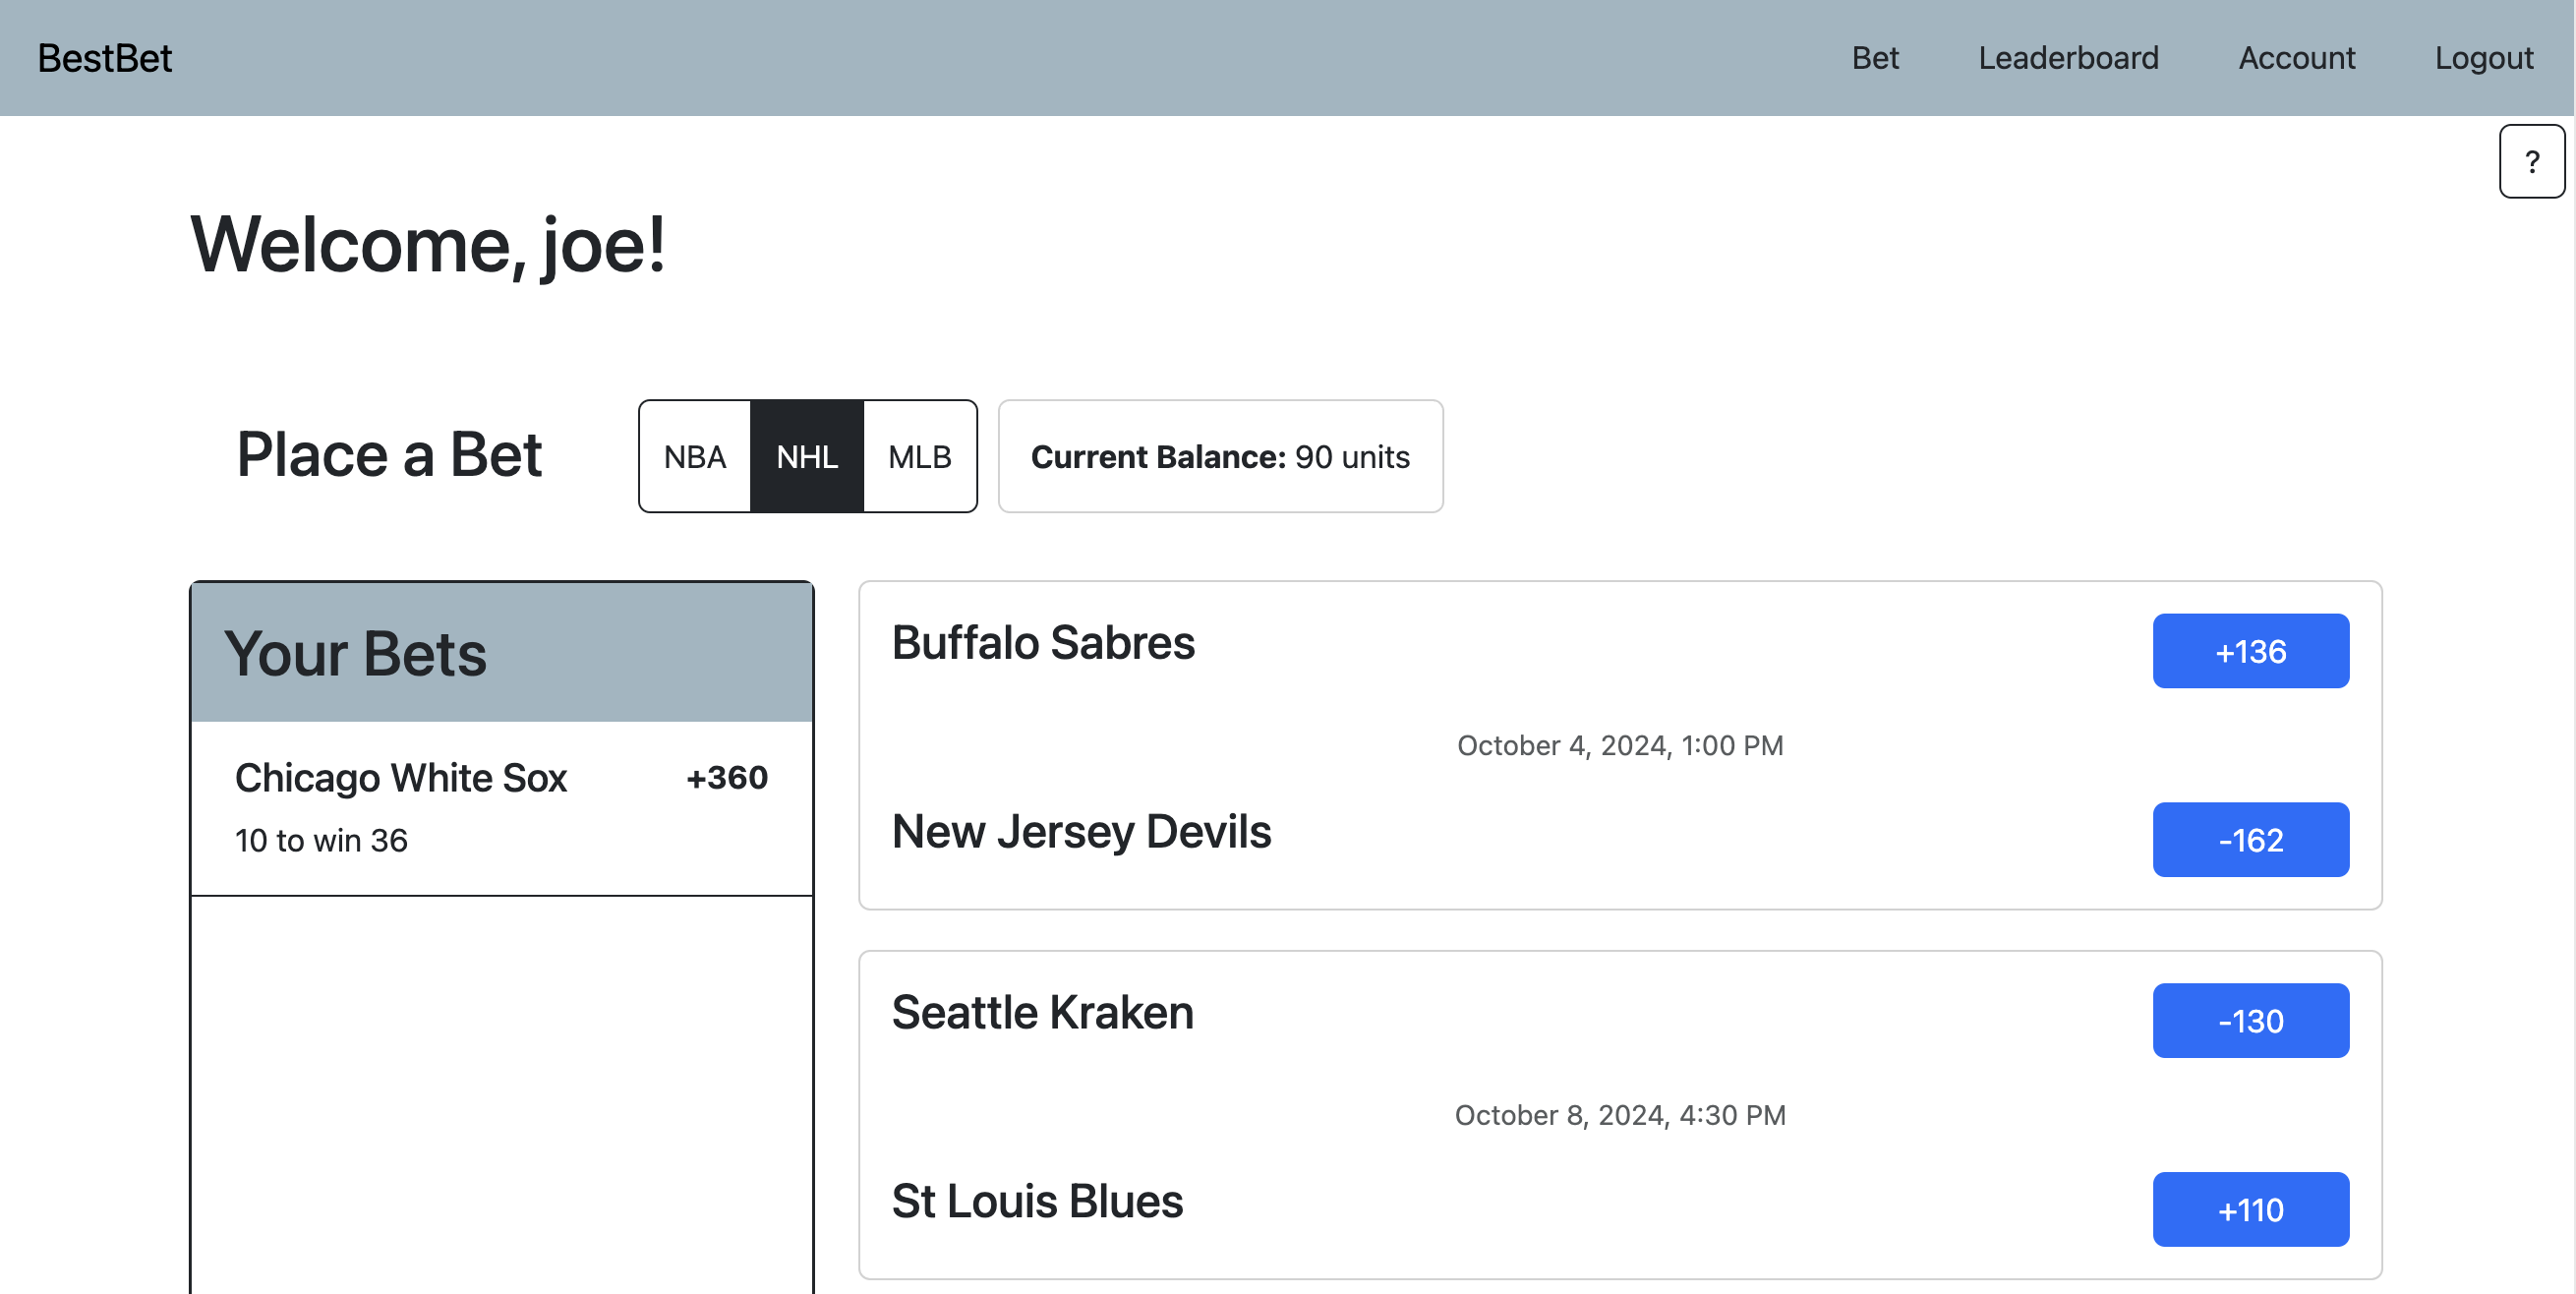 BestBet Bet Leaderboard Account Logout
?
Welcome, joe!
Place a Bet NBA NHL MLB Current Balance: 90 units
Your Bets
Chicago White Sox +360
10 to win 36
Buffalo Sabres +136
October 4, 2024, 1:00 PM
New Jersey Devils -162
Seattle Kraken -130
October 8, 2024, 4:30 PM
St Louis Blues +110